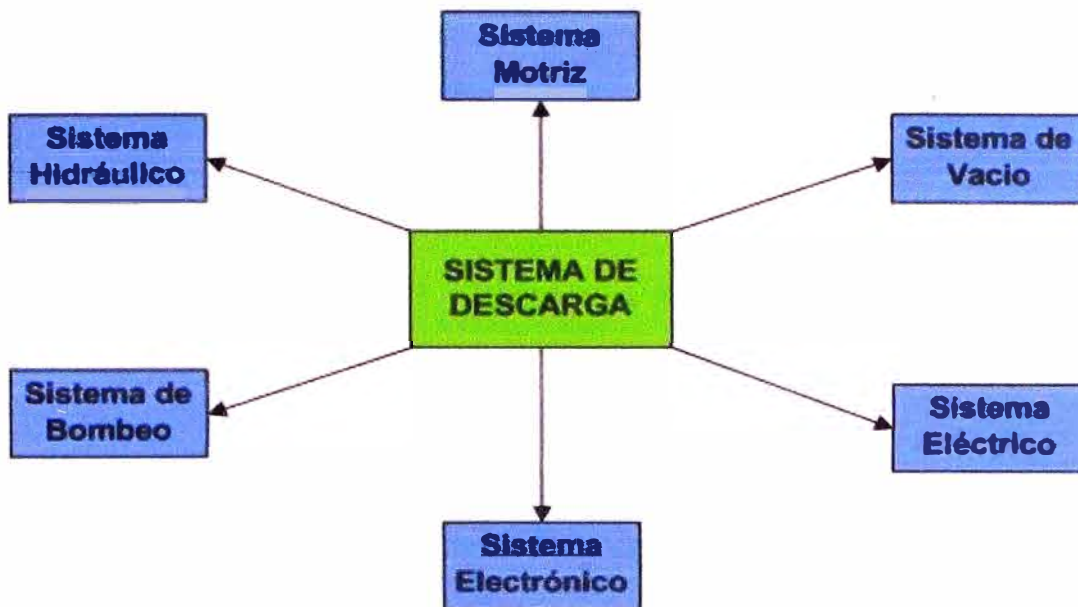 Sistema
Motriz
Sistema
Hidráulico
Sistema de
Vacio
SISTEMA DE
DESCARGA
Sistema de
Bombeo
Sistema
Eléctrico
Sistema
Electrónico